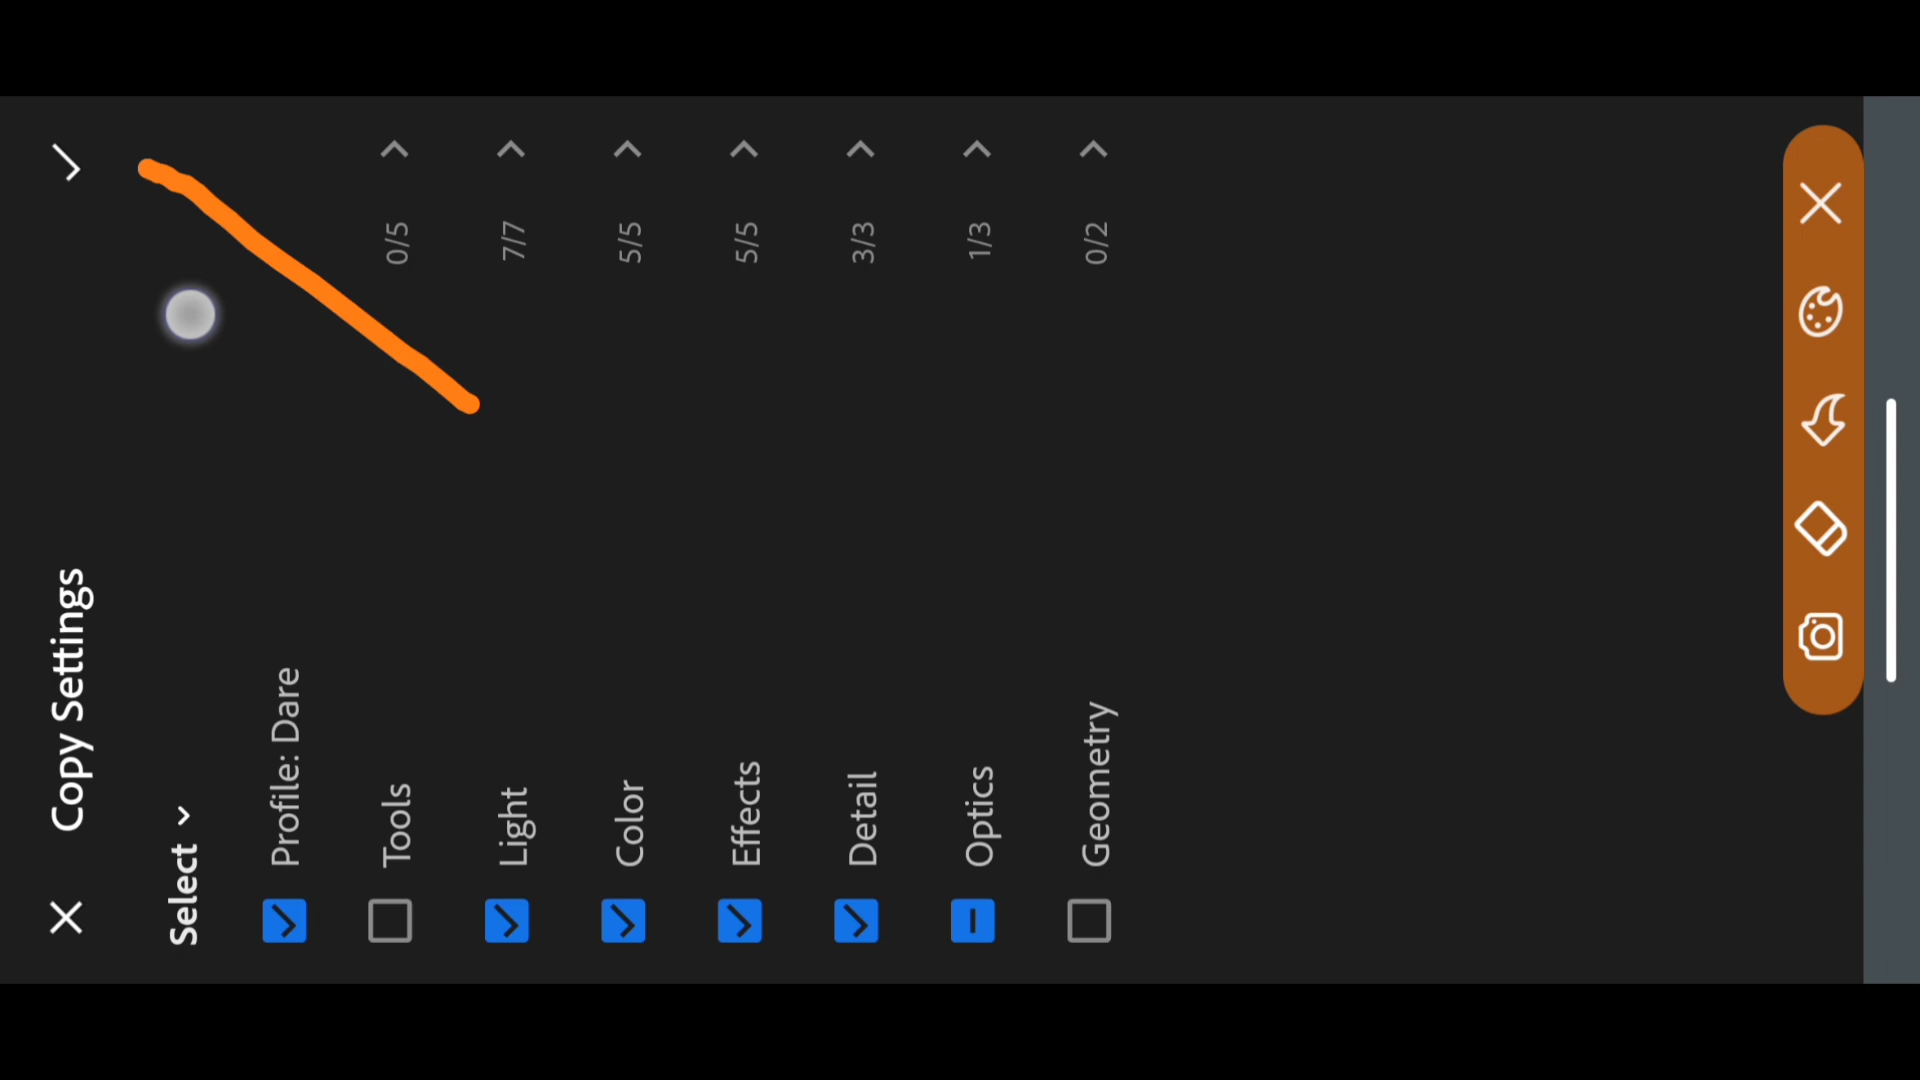 Copy Settings
Select
Profile: Dare
Tools 0/5
Light 7/7
Color 5/5
Effects 5/5
Detail 3/3
Optics 1/3
Geometry 0/2